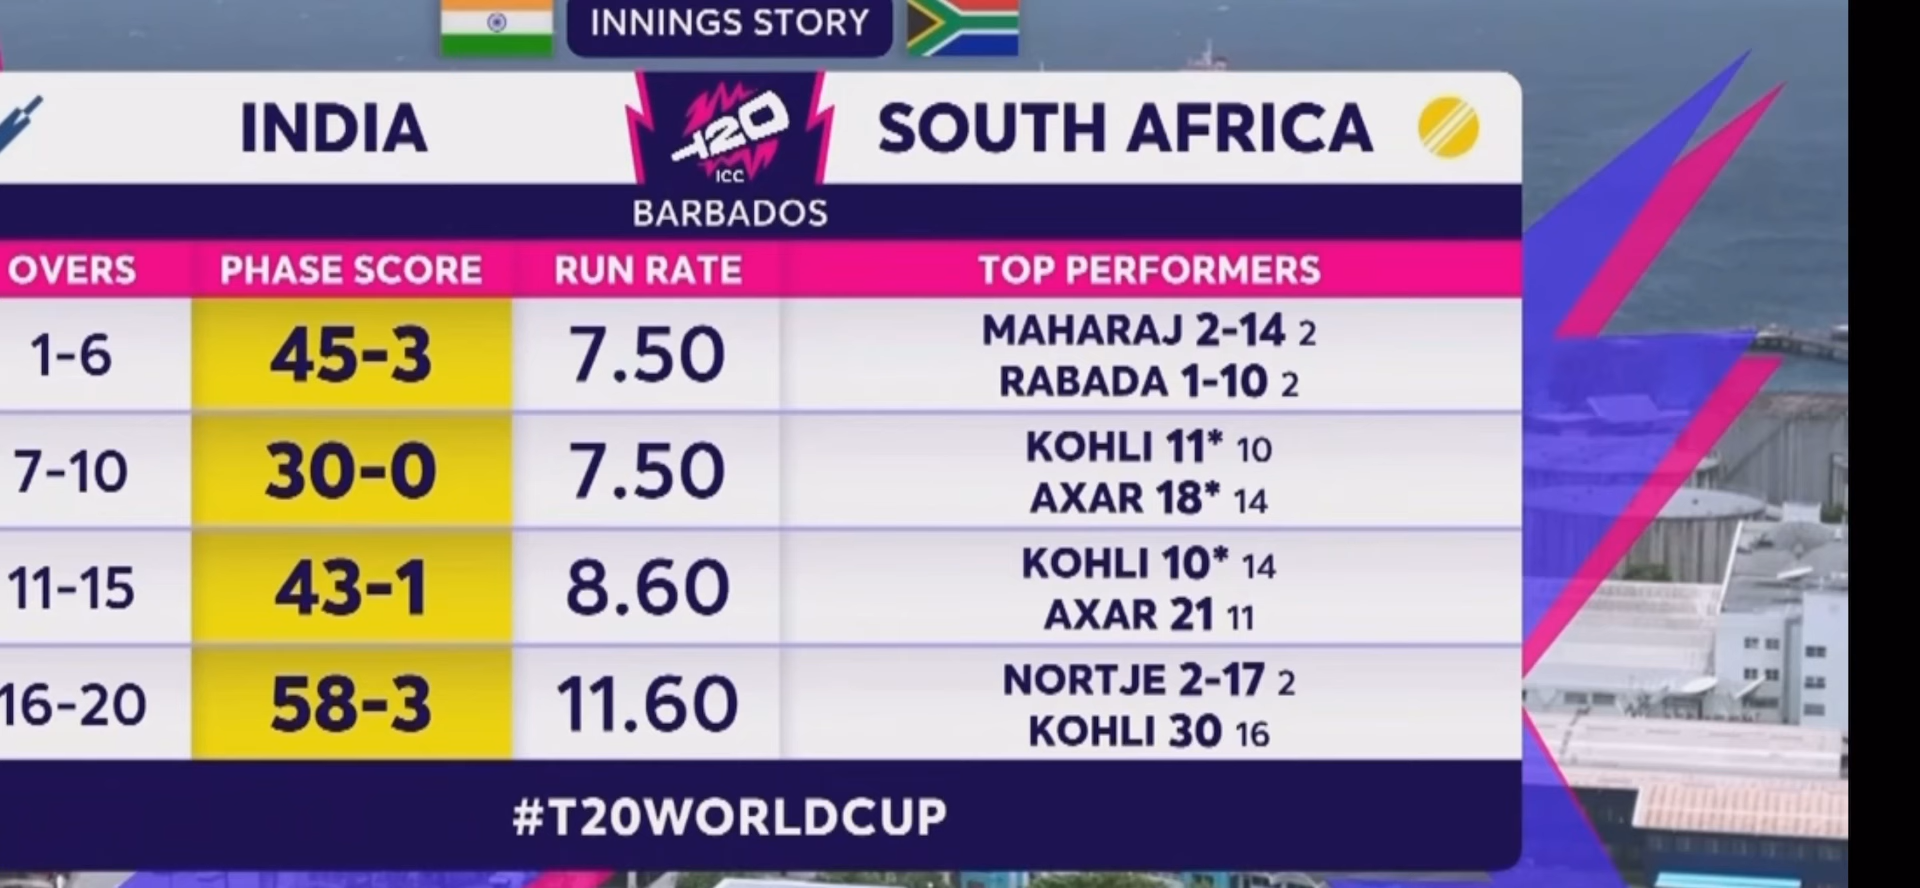 INNINGS STORY
INDIA
T20
ICC
SOUTH AFRICA
BARBADOS
OVERS PHASE SCORE RUN RATE TOP PERFORMERS
1-6 45-3 7.50 MAHARAJ 2-14 2
RABADA 1-10 2
7-10 30-0 7.50 KOHLI 11* 10
AXAR 18* 14
11-15 43-1 8.60 KOHLI 10* 14
AXAR 21 11
16-20 58-3 11.60 NORTJE 2-17 2
KOHLI 30 16
#T20WORLDCUP